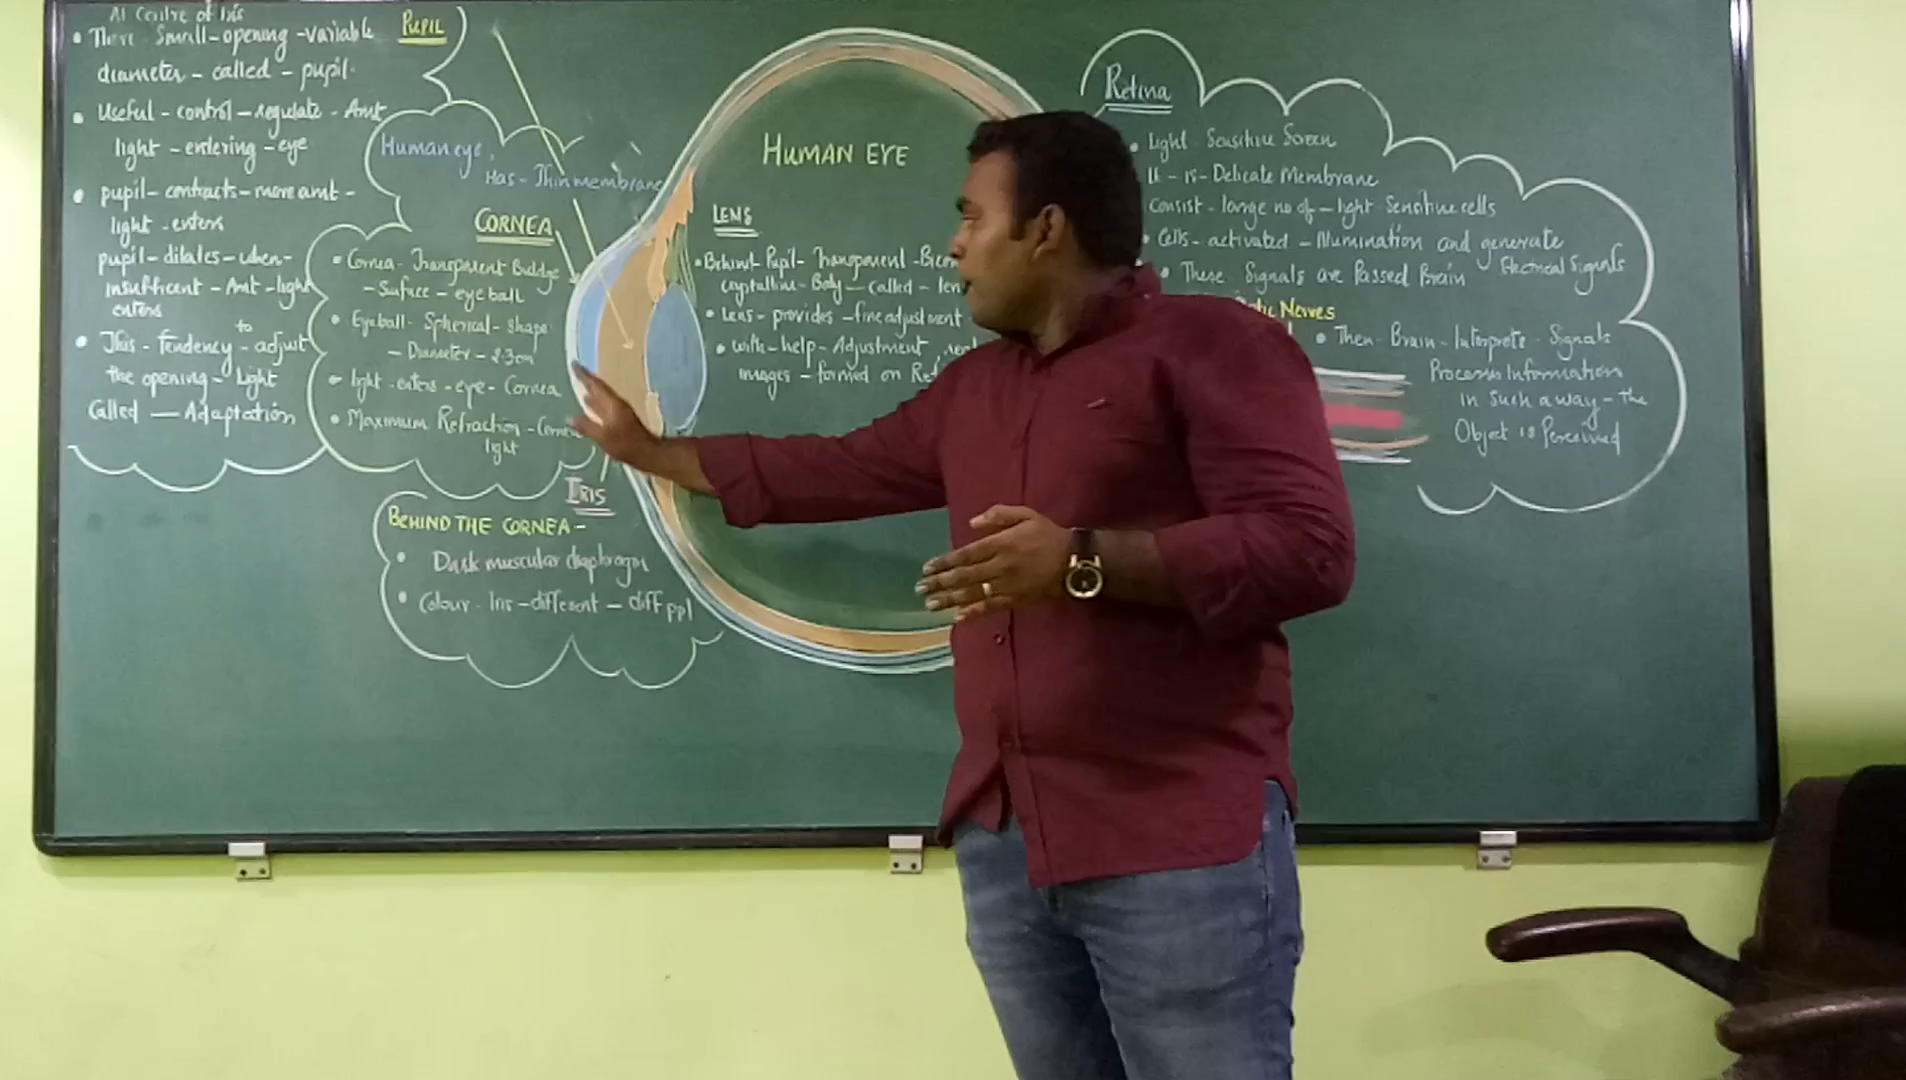 At Centre of Iris
PUPIL
• There - Small - opening - variable
diameter - called - pupil.
• Useful - control - regulate - Amt
light - entering - eye
• pupil - contracts - more amt -
light - enters
pupil - dilates - when -
insufficent - Amt - light
enters
• This - tendency - to adjust
the opening - light
Called — Adaptation
Human eye,
Has - Thin membrane
CORNEA
• Cornea - Transparent Buldge
- Surface - eye ball
• Eyeball - Spherical - shape
- Diameter - 2.3cm
• light - enters - eye - Cornea
• Maximum Refraction -
light
IRIS
BEHIND THE CORNEA -
• Dark muscular diaphragm
• Colour - Iris - different - diff ppl
HUMAN EYE
LENS
• Behind - Pupil - Transparent -
crystalline - Body — called -
• Lens - provides - fine adjustment
• with - help - Adjustment,
images - formed on
Retina
• light - Sensitive Screen
It - is - Delicate Membrane
Consist - large no of - light Sensitive cells
• Cells - activated - Illumination and generate
Electrical Signals
• These Signals are Passed Brain
Nerves
• Then - Brain - Interprets - Signals
Process Information
in Such a way - the
Object is Perceived